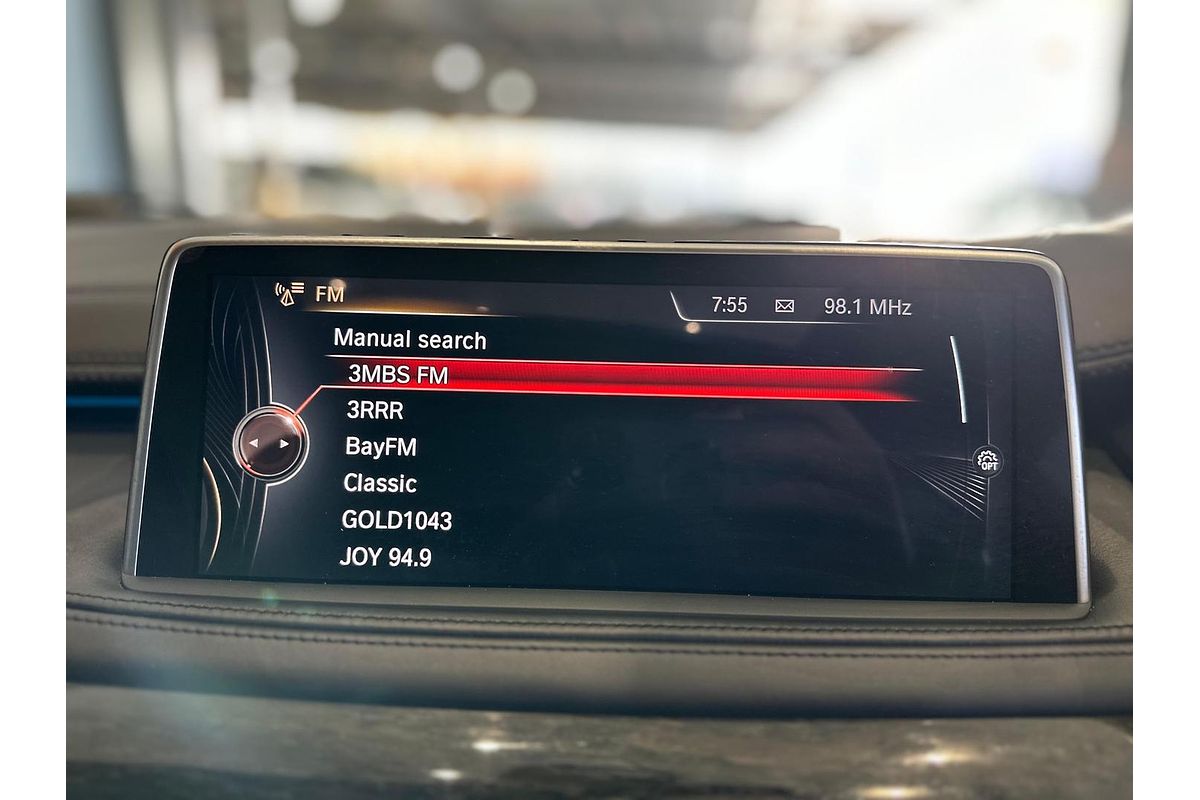 FM
7:55 98.1 MHz
Manual search
3MBS FM
3RRR
BayFM
Classic
GOLD1043
JOY 94.9
OPT